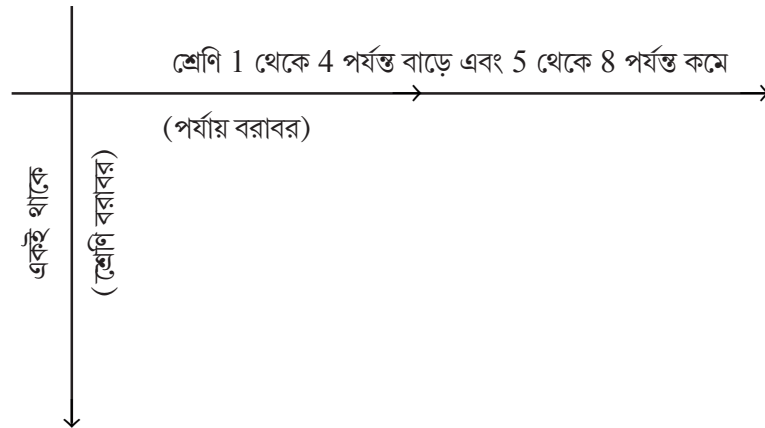 শ্রেণি 1 থেকে 4 পর্যন্ত বাড়ে এবং 5 থেকে 8 পর্যন্ত কমে
(পর্যায় বরাবর)
একই থাকে
(শ্রেণি বরাবর)